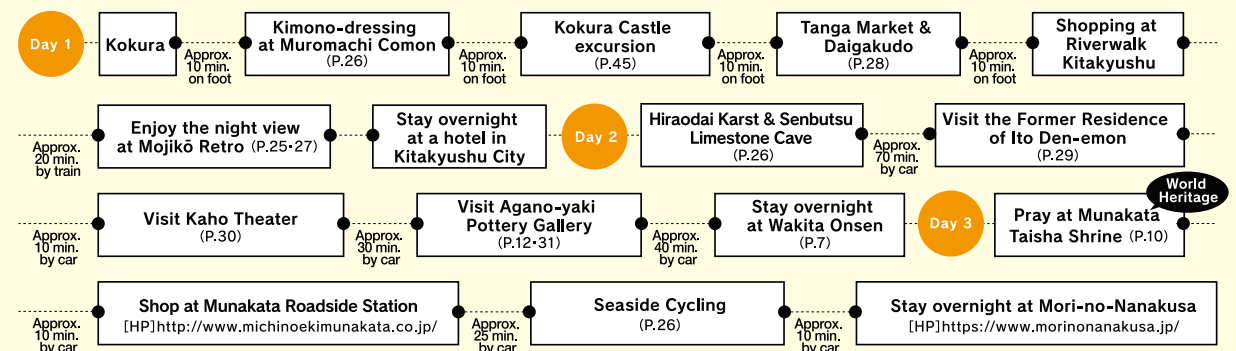 Day 1
Kokura
Approx.
10 min.
on foot
Kimono-dressing
at Muromachi Comon
(P.26)
Approx.
10 min.
on foot
Kokura Castle
excursion
(P.45)
Approx.
10 min.
on foot
Tanga Market &
Daigakudo
(P.28)
Approx.
10 min.
on foot
Shopping at
Riverwalk
Kitakyushu
Approx.
20 min.
by train
Enjoy the night view
at Mojikō Retro (P.25・27)
Stay overnight
at a hotel in
Kitakyushu City
Day 2
Hiraodai Karst & Senbutsu
Limestone Cave
(P.26)
Approx.
70 min.
by car
Visit the Former Residence
of Ito Den-emon
(P.29)
Approx.
10 min.
by car
Visit Kaho Theater
(P.30)
Approx.
30 min.
by car
Visit Agano-yaki
Pottery Gallery
(P.12・31)
Approx.
40 min.
by car
Stay overnight
at Wakita Onsen
(P.7)
Day 3
World
Heritage
Pray at Munakata
Taisha Shrine (P.10)
Approx.
10 min.
by car
Shop at Munakata Roadside Station
[HP]http://www.michinoekimunakata.co.jp/
Approx.
25 min.
by car
Seaside Cycling
(P.26)
Approx.
10 min.
by car
Stay overnight at Mori-no-Nanakusa
[HP]https://www.morinonanakusa.jp/